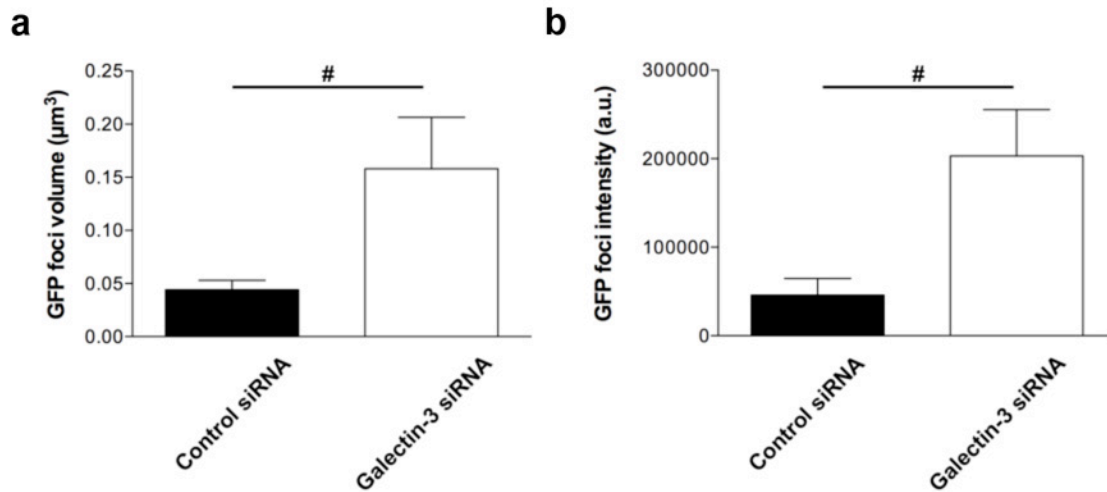 a
GFP foci volume (μm³)
0.25
0.20
0.15
0.10
0.05
0.00
#
Control siRNA
Galectin-3 siRNA
b
GFP foci intensity (a.u.)
300000
200000
100000
0
#
Control siRNA
Galectin-3 siRNA